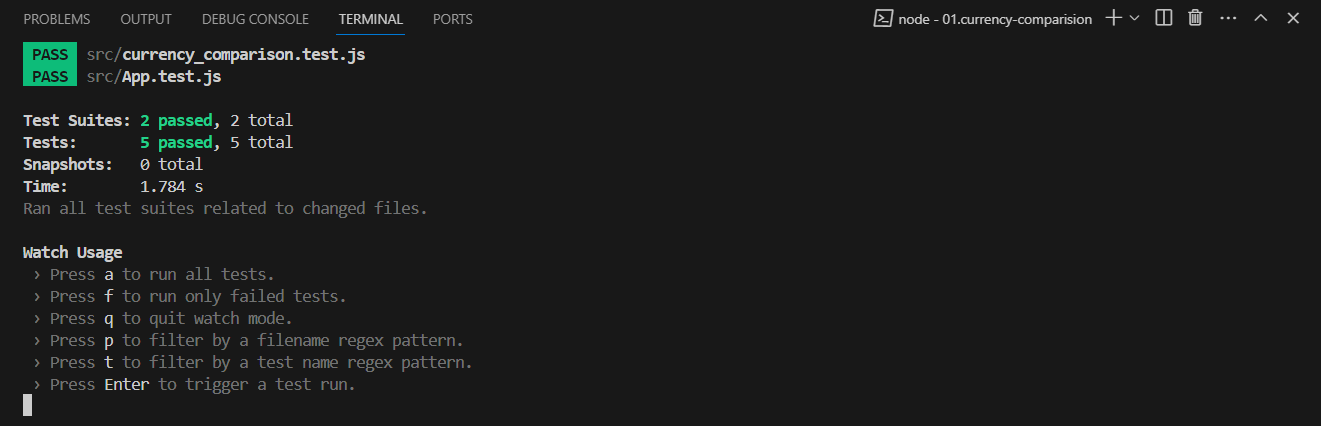 PROBLEMS OUTPUT DEBUG CONSOLE TERMINAL PORTS node - 01.currency-comparision
PASS src/currency_comparison.test.js
PASS src/App.test.js
Test Suites: 2 passed, 2 total
Tests: 5 passed, 5 total
Snapshots: 0 total
Time: 1.784 s
Ran all test suites related to changed files.
Watch Usage
› Press a to run all tests.
› Press f to run only failed tests.
› Press q to quit watch mode.
› Press p to filter by a filename regex pattern.
› Press t to filter by a test name regex pattern.
› Press Enter to trigger a test run.